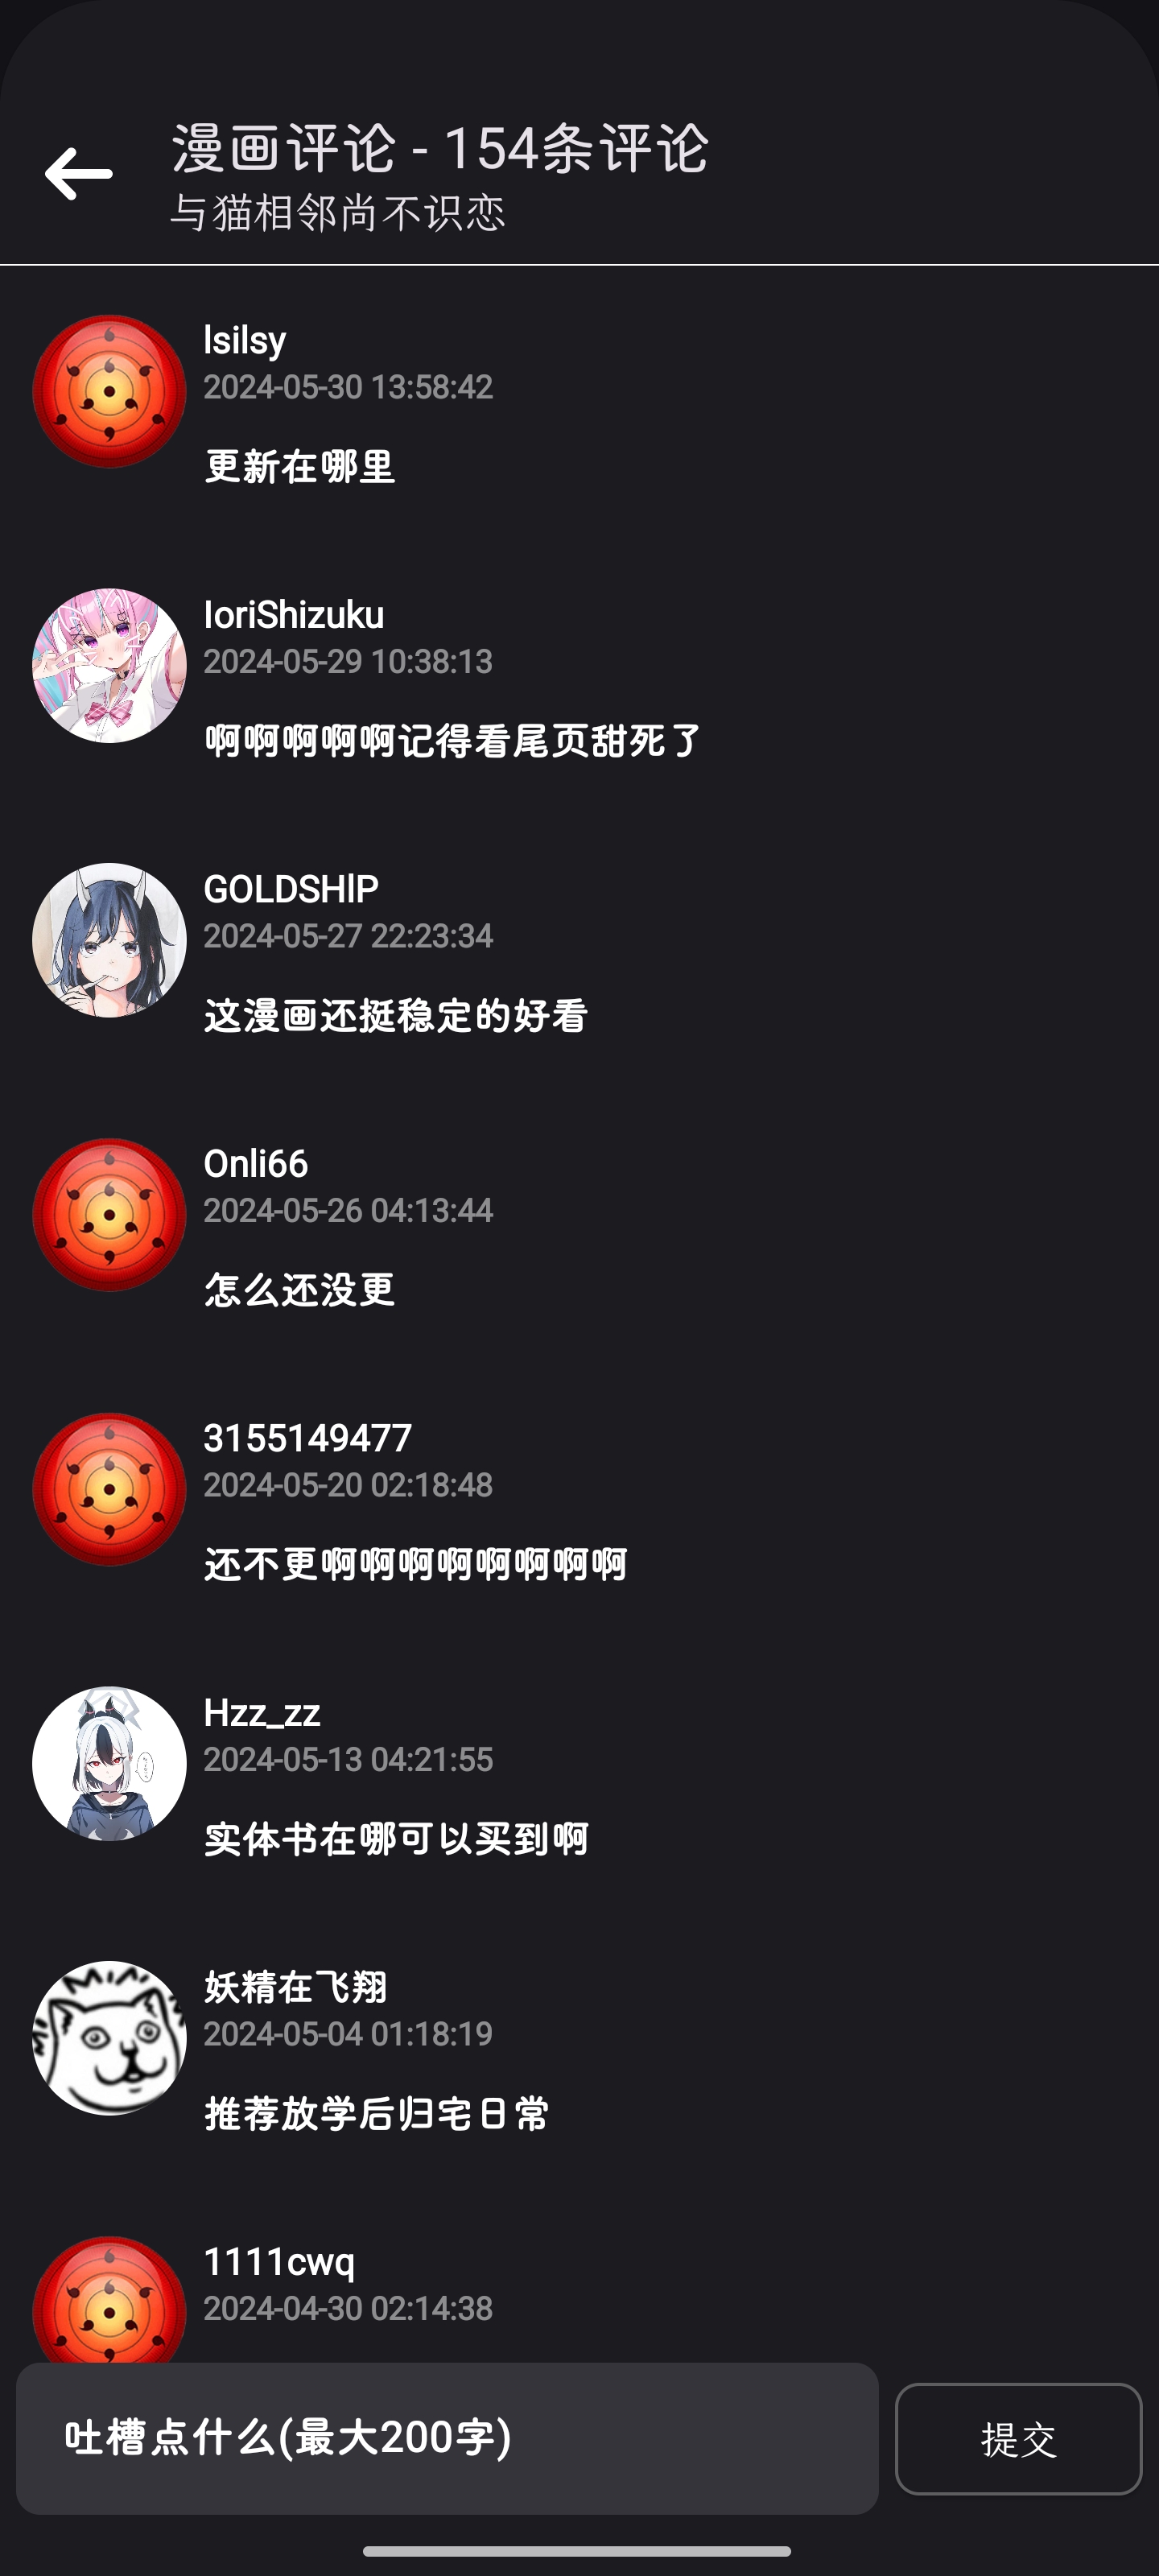 漫画评论 - 154条评论
与猫相邻尚不识恋
lsilsy
2024-05-30 13:58:42
更新在哪里
IoriShizuku
2024-05-29 10:38:13
啊啊啊啊啊记得看尾页甜死了
GOLDSHIP
2024-05-27 22:23:34
这漫画还挺稳定的好看
Onli66
2024-05-26 04:13:44
怎么还没更
3155149477
2024-05-20 02:18:48
还不更啊啊啊啊啊啊啊啊
Hzz_zz
2024-05-13 04:21:55
实体书在哪可以买到啊
妖精在飞翔
2024-05-04 01:18:19
推荐放学后归宅日常
1111cwq
2024-04-30 02:14:38
吐槽点什么(最大200字)
提交